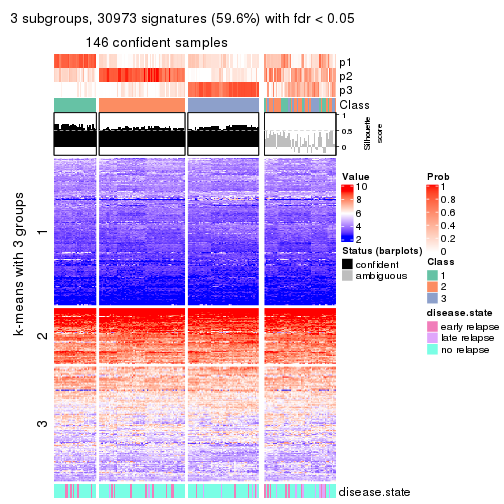 3 subgroups, 30973 signatures (59.6%) with fdr < 0.05
146 confident samples
p1
p2
p3
Class
1
0.5
0
Silhouette
score
k-means with 3 groups
1
2
3
disease.state
Value
10
8
6
4
2
Status (barplots)
confident
ambiguous
Prob
1
0.8
0.6
0.4
0.2
0
Class
1
2
3
disease.state
early relapse
late relapse
no relapse